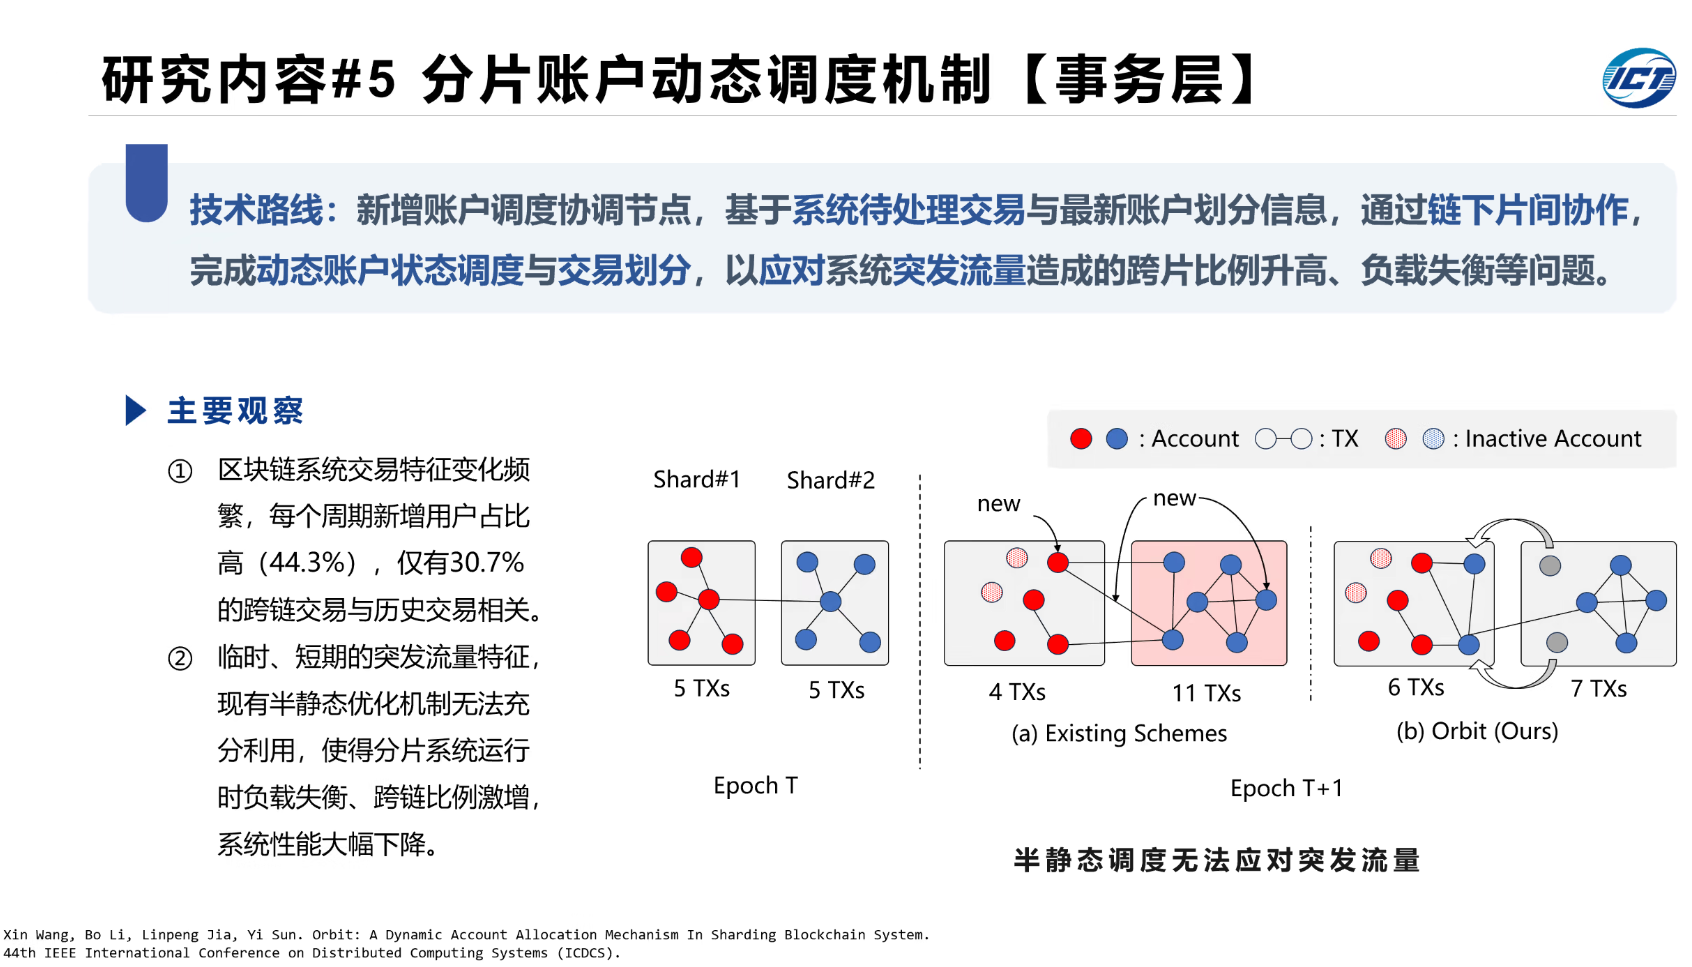 研究内容#5 分片账户动态调度机制【事务层】
ICT
技术路线：新增账户调度协调节点，基于系统待处理交易与最新账户划分信息，通过链下片间协作，
完成动态账户状态调度与交易划分，以应对系统突发流量造成的跨片比例升高、负载失衡等问题。
主要观察
① 区块链系统交易特征变化频
繁，每个周期新增用户占比
高（44.3%），仅有30.7%
的跨链交易与历史交易相关。
② 临时、短期的突发流量特征，
现有半静态优化机制无法充
分利用，使得分片系统运行
时负载失衡、跨链比例激增，
系统性能大幅下降。
: Account : TX : Inactive Account
Shard#1 Shard#2
new new
5 TXs 5 TXs 4 TXs 11 TXs 6 TXs 7 TXs
(a) Existing Schemes (b) Orbit (Ours)
Epoch T Epoch T+1
半静态调度无法应对突发流量
Xin Wang, Bo Li, Linpeng Jia, Yi Sun. Orbit: A Dynamic Account Allocation Mechanism In Sharding Blockchain System.
44th IEEE International Conference on Distributed Computing Systems (ICDCS).